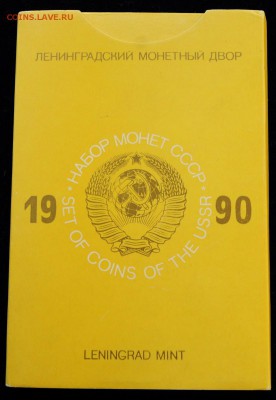 COINS.LAVE.RU
ЛЕНИНГРАДСКИЙ МОНЕТНЫЙ ДВОР
• НАБОР МОНЕТ СССР •
19 90
SET OF COINS OF THE USSR
LENINGRAD MINT